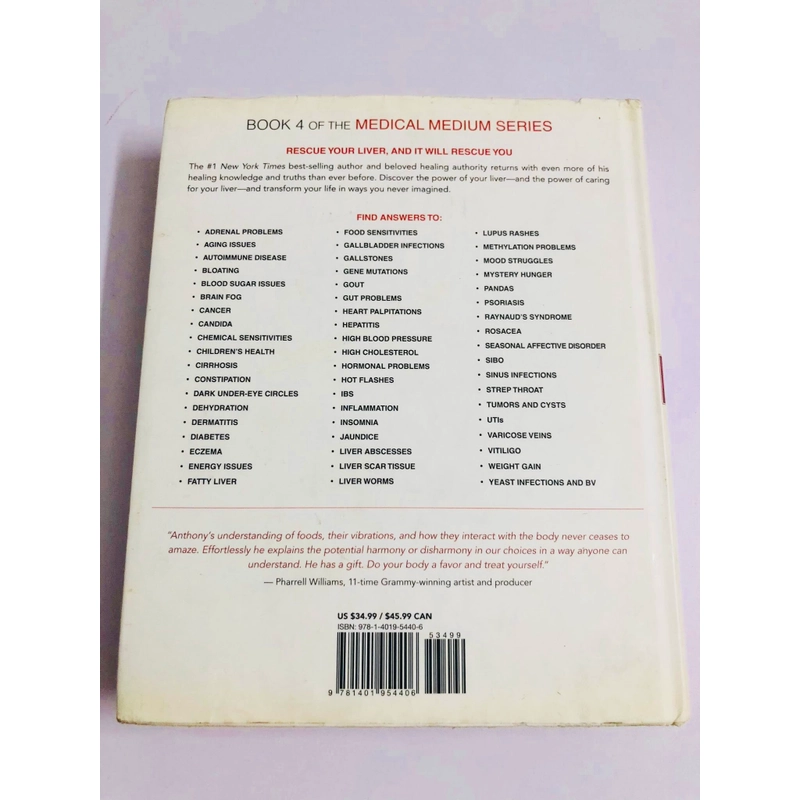 BOOK 4 OF THE MEDICAL MEDIUM SERIES
RESCUE YOUR LIVER, AND IT WILL RESCUE YOU
The #1 New York Times best-selling author and beloved healing authority returns with even more of his
healing knowledge and truths than ever before. Discover the power of your liver—and the power of caring
for your liver—and transform your life in ways you never imagined.
FIND ANSWERS TO:
• ADRENAL PROBLEMS
• AGING ISSUES
• AUTOIMMUNE DISEASE
• BLOATING
• BLOOD SUGAR ISSUES
• BRAIN FOG
• CANCER
• CANDIDA
• CHEMICAL SENSITIVITIES
• CHILDREN'S HEALTH
• CIRRHOSIS
• CONSTIPATION
• DARK UNDER-EYE CIRCLES
• DEHYDRATION
• DERMATITIS
• DIABETES
• ECZEMA
• ENERGY ISSUES
• FATTY LIVER
• FOOD SENSITIVITIES
• GALLBLADDER INFECTIONS
• GALLSTONES
• GENE MUTATIONS
• GOUT
• GUT PROBLEMS
• HEART PALPITATIONS
• HEPATITIS
• HIGH BLOOD PRESSURE
• HIGH CHOLESTEROL
• HORMONAL PROBLEMS
• HOT FLASHES
• IBS
• INFLAMMATION
• INSOMNIA
• JAUNDICE
• LIVER ABSCESSES
• LIVER SCAR TISSUE
• LIVER WORMS
• LUPUS RASHES
• METHYLATION PROBLEMS
• MOOD STRUGGLES
• MYSTERY HUNGER
• PANDAS
• PSORIASIS
• RAYNAUD'S SYNDROME
• ROSACEA
• SEASONAL AFFECTIVE DISORDER
• SIBO
• SINUS INFECTIONS
• STREP THROAT
• TUMORS AND CYSTS
• UTIs
• VARICOSE VEINS
• VITILIGO
• WEIGHT GAIN
• YEAST INFECTIONS AND BV
"Anthony's understanding of foods, their vibrations, and how they interact with the body never ceases to
amaze. Effortlessly he explains the potential harmony or disharmony in our choices in a way anyone can
understand. He has a gift. Do your body a favor and treat yourself."
— Pharrell Williams, 11-time Grammy-winning artist and producer
US $34.99 / $45.99 CAN
ISBN: 978-1-4019-5440-6
53499
9 781401 954406